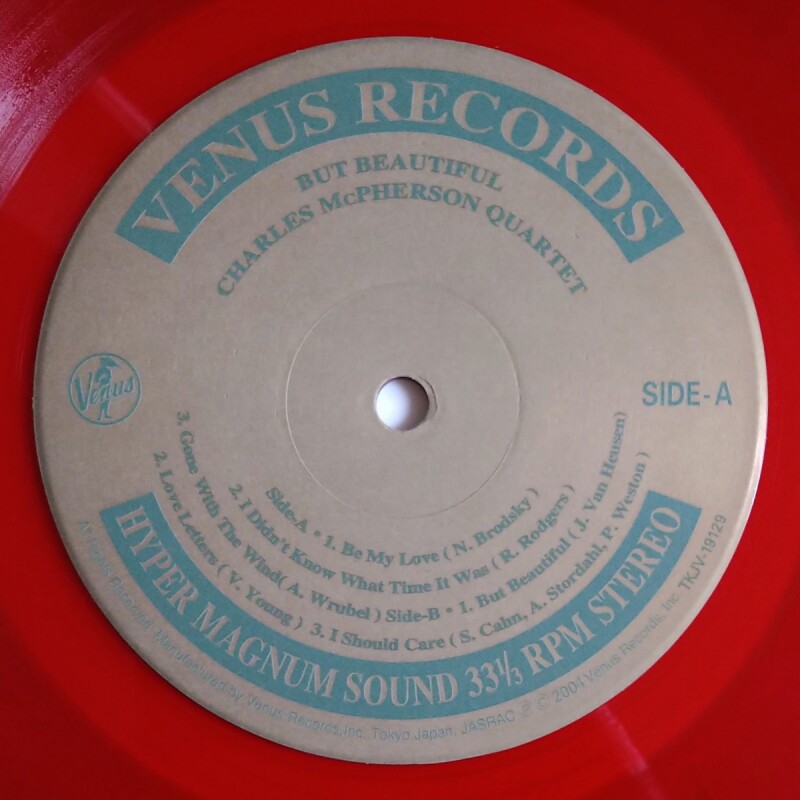 VENUS RECORDS
BUT BEAUTIFUL
CHARLES McPHERSON QUARTET
Venus
SIDE-A
Side-A • 1. Be My Love ( N. Brodsky )
2. I Didn't Know What Time It Was ( R. Rodgers )
3. Gone With The Wind( A. Wrubel ) Side-B • 1. But Beautiful ( J. Van Heusen)
2. Love Letters ( V. Young ) 3. I Should Care ( S. Cahn, A. Stordahl, P. Weston )
HYPER MAGNUM SOUND 33⅓ RPM STEREO
All Rights Reserved. Manufactured by Venus Records,Inc. Tokyo,Japan. JASRAC ℗ © 2004 Venus Records, Inc. TKJV-19129